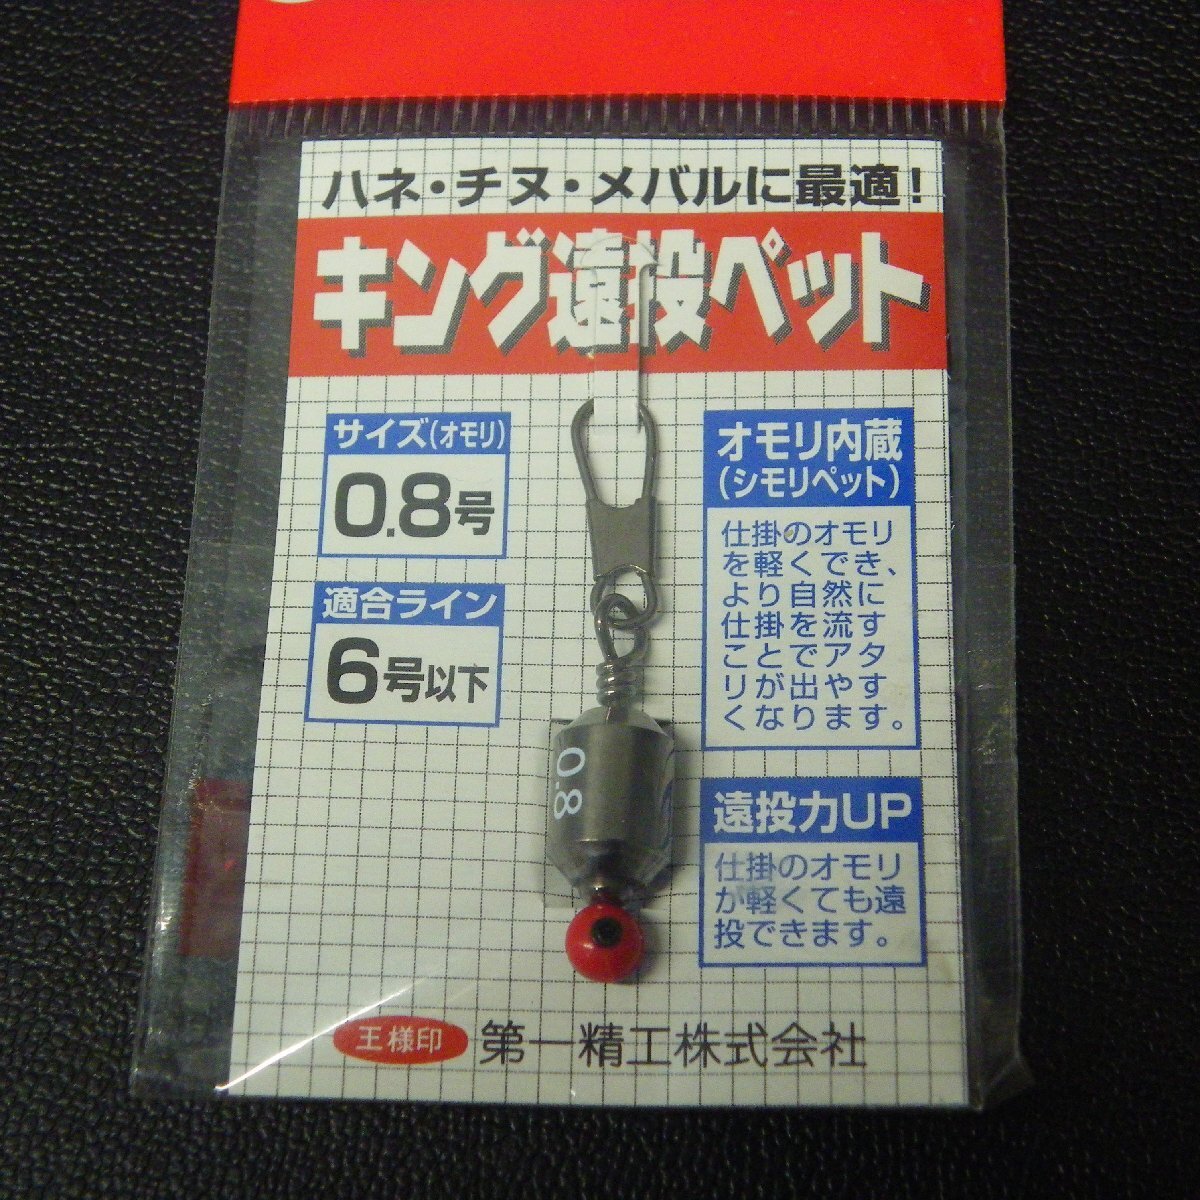 ハネ・チヌ・メバルに最適!
キング遠投ペット
サイズ(オモリ)
0.8号
適合ライン
6号以下
オモリ内蔵
(シモリペット)
仕掛のオモリ
を軽くでき、
より自然に
仕掛を流す
ことでアタ
リが出やす
くなります。
遠投力UP
仕掛のオモリ
が軽くても遠
投できます。
0.8
王様印 第一精工株式会社